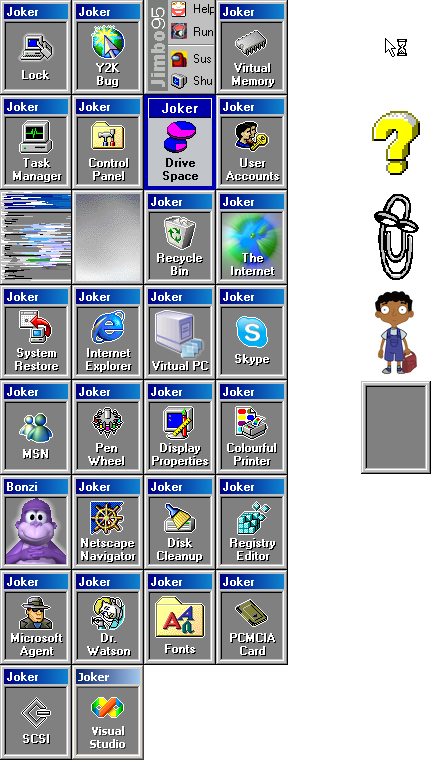 Joker
Lock
Joker
Y2K
Bug
Jimbo95
Help
Run
Sus
Shu
Joker
Virtual
Memory
Joker
Task
Manager
Joker
Control
Panel
Joker
Drive
Space
Joker
User
Accounts
Joker
Recycle
Bin
Joker
The
Internet
Joker
System
Restore
Joker
Internet
Explorer
Joker
Virtual PC
Joker
Skype
Joker
MSN
Joker
Pen
Wheel
Joker
Display
Properties
Joker
Colourful
Printer
Bonzi
Joker
Netscape
Navigator
Joker
Disk
Cleanup
Joker
Registry
Editor
Joker
Microsoft
Agent
Joker
Dr.
Watson
Joker
Fonts
Joker
PCMCIA
Card
Joker
SCSI
Joker
Visual
Studio